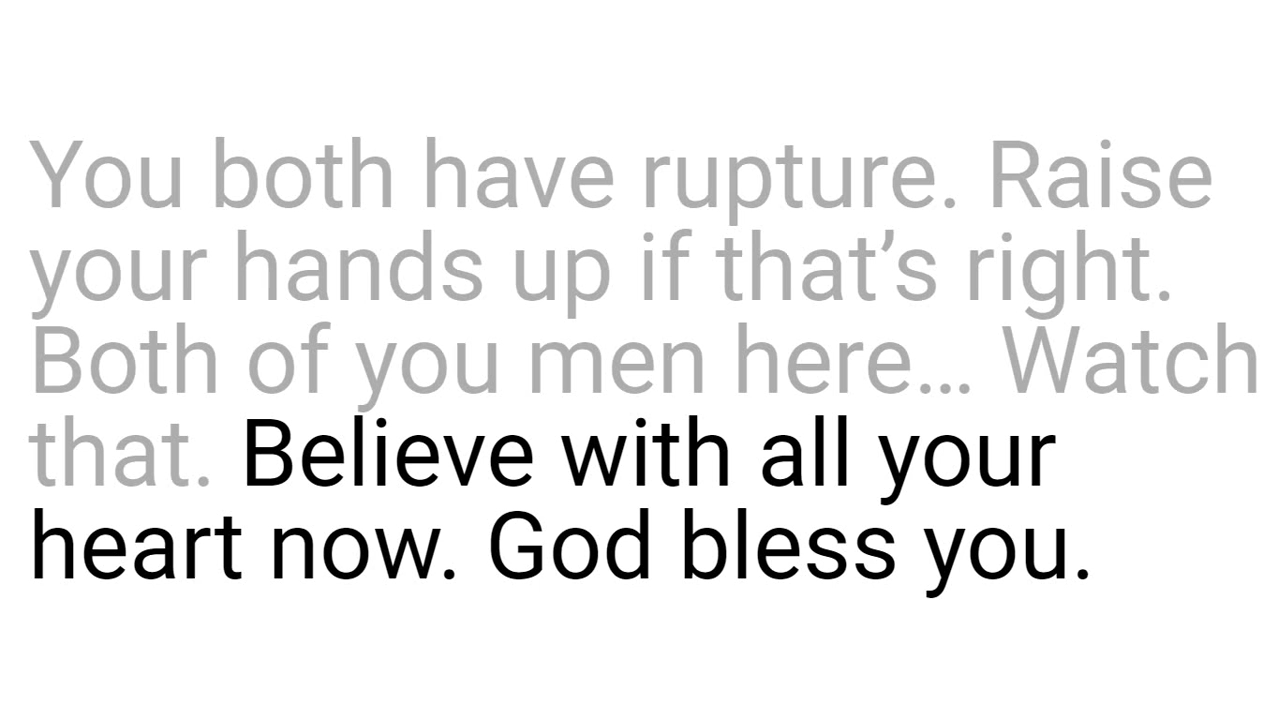 You both have rupture. Raise
your hands up if that’s right.
Both of you men here… Watch
that. Believe with all your
heart now. God bless you.